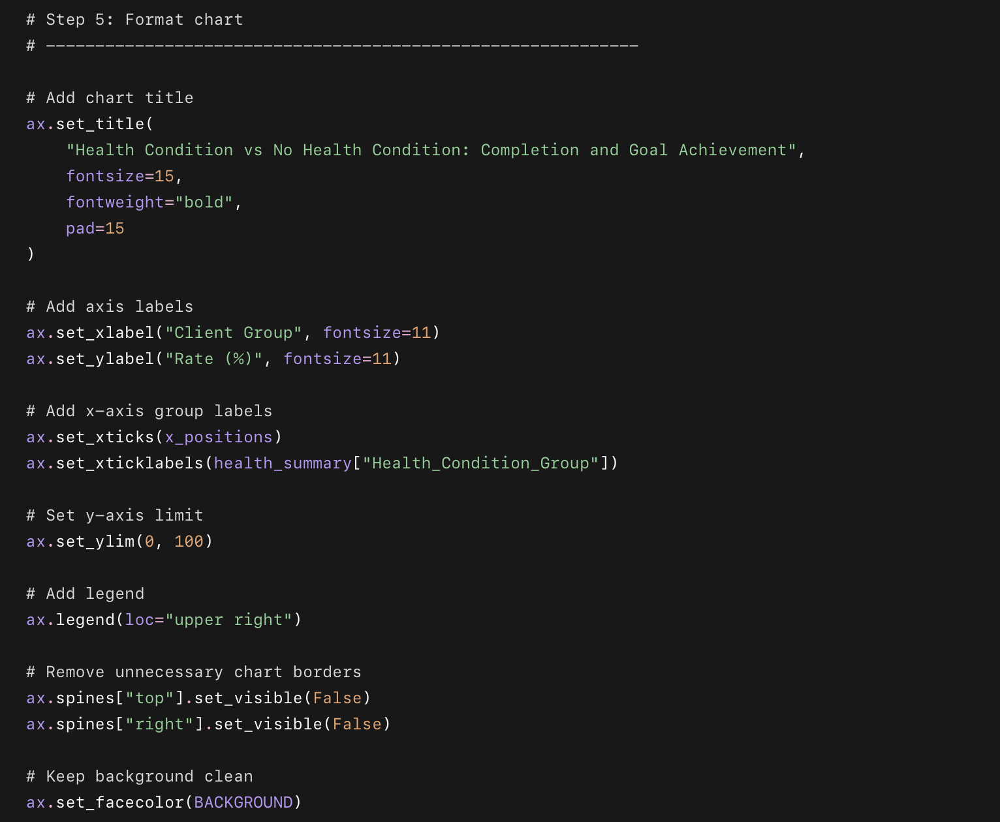 # Step 5: Format chart
# ------------------------------------------------------------

# Add chart title
ax.set_title(
    "Health Condition vs No Health Condition: Completion and Goal Achievement",
    fontsize=15,
    fontweight="bold",
    pad=15
)

# Add axis labels
ax.set_xlabel("Client Group", fontsize=11)
ax.set_ylabel("Rate (%)", fontsize=11)

# Add x-axis group labels
ax.set_xticks(x_positions)
ax.set_xticklabels(health_summary["Health_Condition_Group"])

# Set y-axis limit
ax.set_ylim(0, 100)

# Add legend
ax.legend(loc="upper right")

# Remove unnecessary chart borders
ax.spines["top"].set_visible(False)
ax.spines["right"].set_visible(False)

# Keep background clean
ax.set_facecolor(BACKGROUND)